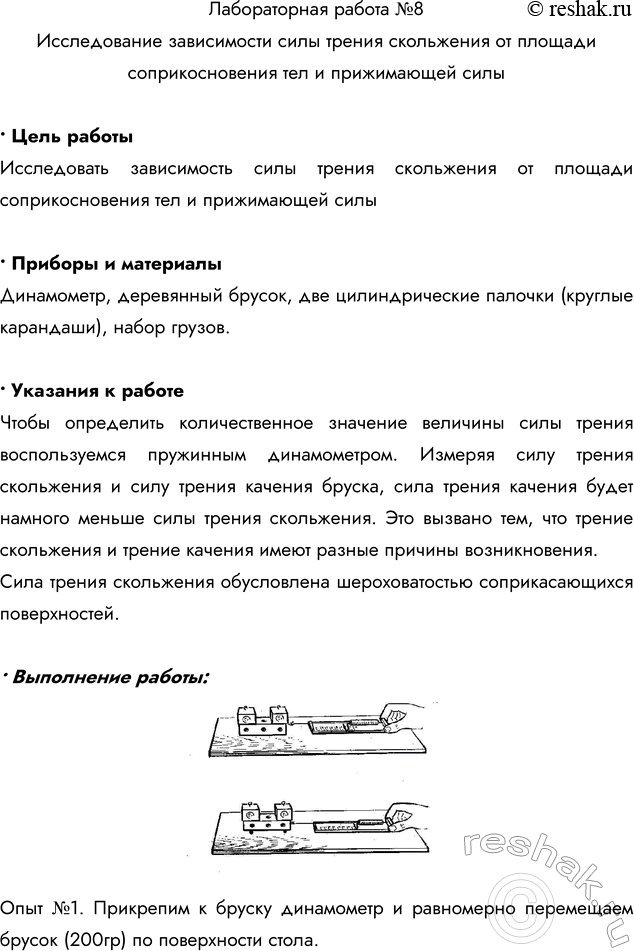 Лабораторная работа №8
© reshak.ru
Исследование зависимости силы трения скольжения от площади
соприкосновения тел и прижимающей силы
· Цель работы
Исследовать зависимость силы трения скольжения от площади
соприкосновения тел и прижимающей силы
· Приборы и материалы
Динамометр, деревянный брусок, две цилиндрические палочки (круглые
карандаши), набор грузов.
· Указания к работе
Чтобы определить количественное значение величины силы трения
воспользуемся пружинным динамометром. Измеряя силу трения
скольжения и силу трения качения бруска, сила трения качения будет
намного меньше силы трения скольжения. Это вызвано тем, что трение
скольжения и трение качения имеют разные причины возникновения.
Сила трения скольжения обусловлена шероховатостью соприкасающихся
поверхностей.
· Выполнение работы:
reshak.ru
Опыт №1. Прикрепим к бруску динамометр и равномерно перемещаем
брусок (200гр) по поверхности стола.